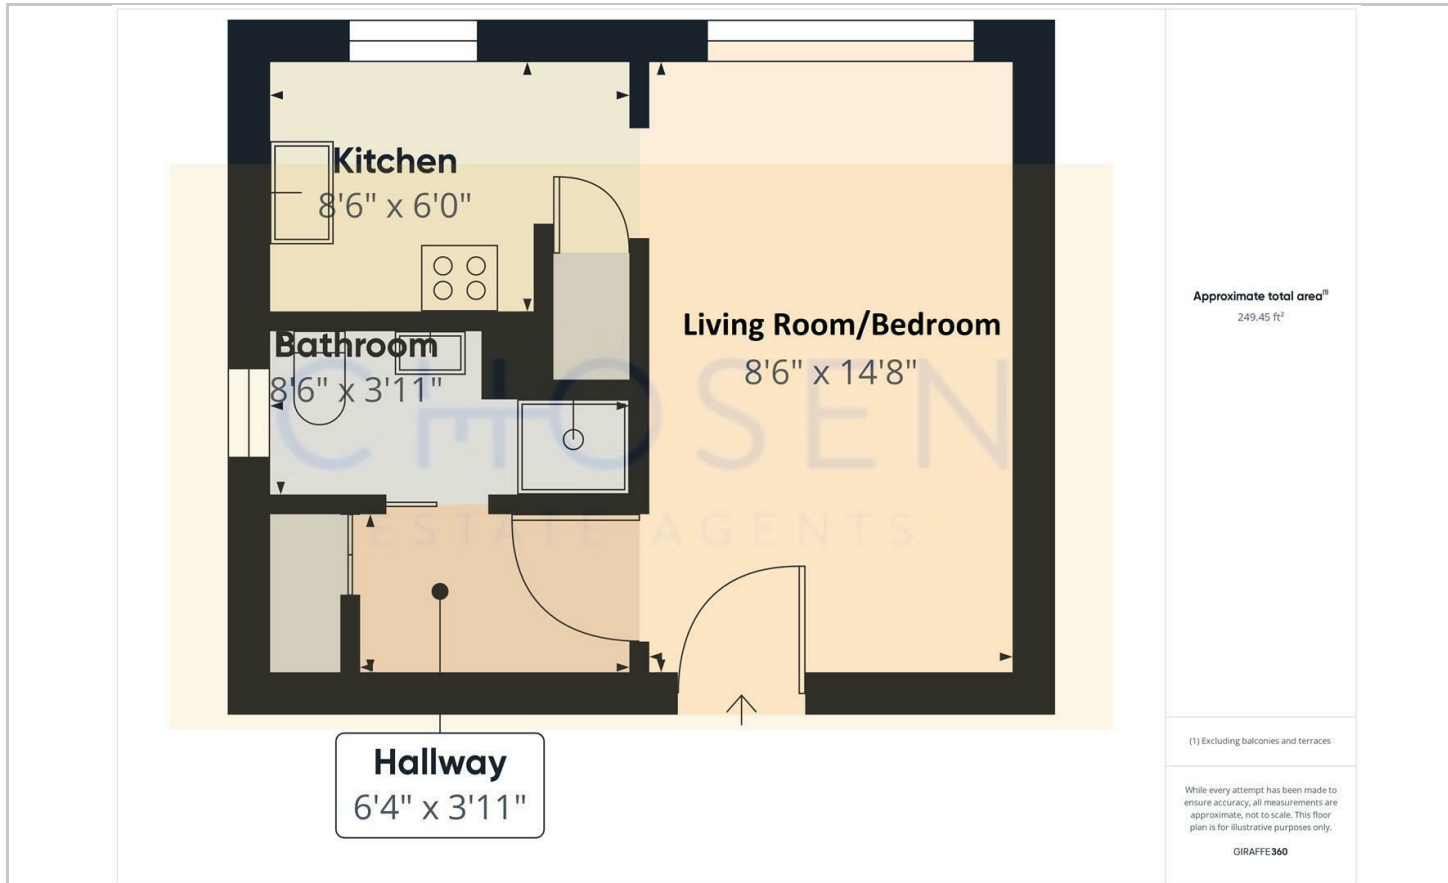 Kitchen
8'6" x 6'0"
Bathroom
8'6" x 3'11"
Living Room/Bedroom
8'6" x 14'8"
CHOSEN
ESTATE AGENTS
Hallway
6'4" x 3'11"
Approximate total area(1)
249.45 ft²
(1) Excluding balconies and terraces
While every attempt has been made to
ensure accuracy, all measurements are
approximate, not to scale. This floor
plan is for illustrative purposes only.
GIRAFFE360